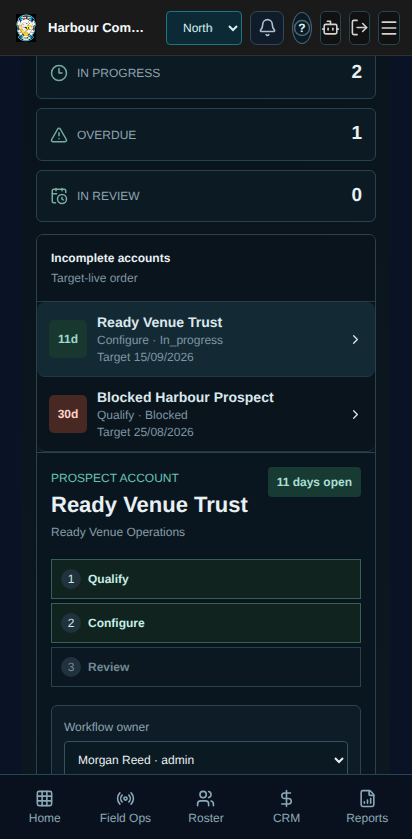 Harbour Com...
North
?
IN PROGRESS
2
OVERDUE
1
IN REVIEW
0
Incomplete accounts
Target-live order
11d
Ready Venue Trust
Configure · In_progress
Target 15/09/2026
30d
Blocked Harbour Prospect
Qualify · Blocked
Target 25/08/2026
PROSPECT ACCOUNT
11 days open
Ready Venue Trust
Ready Venue Operations
1 Qualify
2 Configure
3 Review
Workflow owner
Morgan Reed · admin
Home
Field Ops
Roster
CRM
Reports